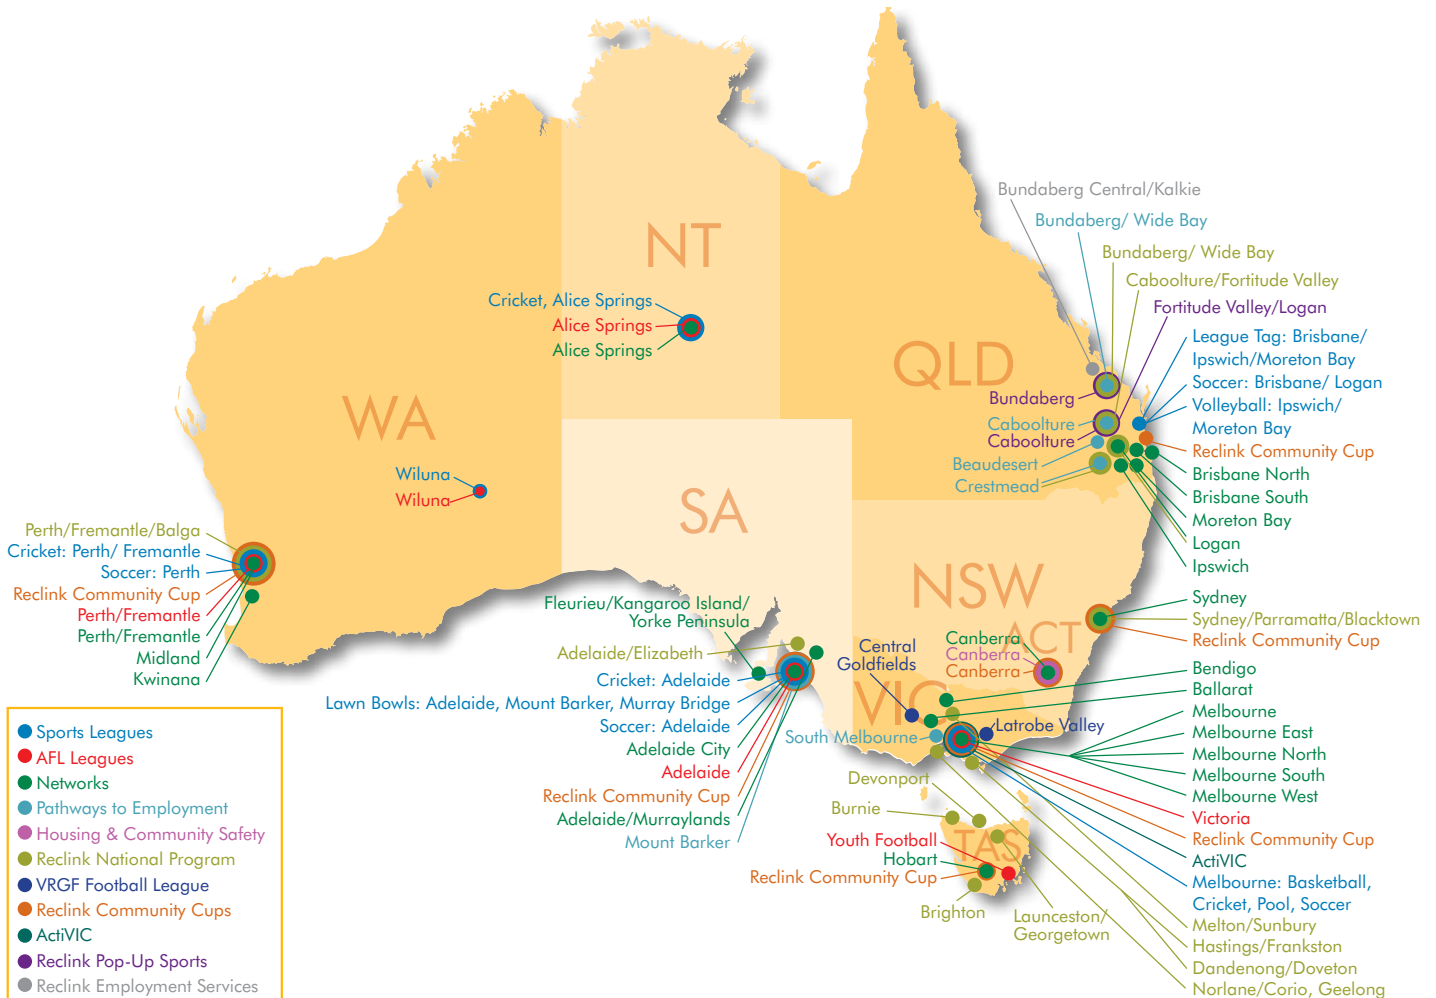 Bundaberg Central/Kalkie
Bundaberg/ Wide Bay
Bundaberg/ Wide Bay
Caboolture/Fortitude Valley
Fortitude Valley/Logan
League Tag: Brisbane/
Ipswich/Moreton Bay
Soccer: Brisbane/ Logan
Volleyball: Ipswich/
Moreton Bay
Reclink Community Cup
Brisbane North
Brisbane South
Moreton Bay
Logan
Ipswich
NT
Cricket, Alice Springs
Alice Springs
Alice Springs
QLD
Bundaberg
Caboolture
Caboolture
Beaudesert
Crestmead
WA
Wiluna
Wiluna
SA
Perth/Fremantle/Balga
Cricket: Perth/ Fremantle
Soccer: Perth
Reclink Community Cup
Perth/Fremantle
Perth/Fremantle
Midland
Kwinana
NSW
ACT
Sydney
Sydney/Parramatta/Blacktown
Reclink Community Cup
Canberra
Canberra
Canberra
Fleurieu/Kangaroo Island/
Yorke Peninsula
Adelaide/Elizabeth
Cricket: Adelaide
Lawn Bowls: Adelaide, Mount Barker, Murray Bridge
Soccer: Adelaide
Adelaide City
Adelaide
Reclink Community Cup
Adelaide/Murraylands
Mount Barker
Central
Goldfields
VIC
Latrobe Valley
South Melbourne
Bendigo
Ballarat
Melbourne
Melbourne East
Melbourne North
Melbourne South
Melbourne West
Victoria
Reclink Community Cup
ActiVIC
Melbourne: Basketball,
Cricket, Pool, Soccer
Melton/Sunbury
Hastings/Frankston
Dandenong/Doveton
Norlane/Corio, Geelong
Devonport
Burnie
TAS
Youth Football
Hobart
Reclink Community Cup
Brighton
Launceston/
Georgetown
Sports Leagues
AFL Leagues
Networks
Pathways to Employment
Housing & Community Safety
Reclink National Program
VRGF Football League
Reclink Community Cups
ActiVIC
Reclink Pop-Up Sports
Reclink Employment Services